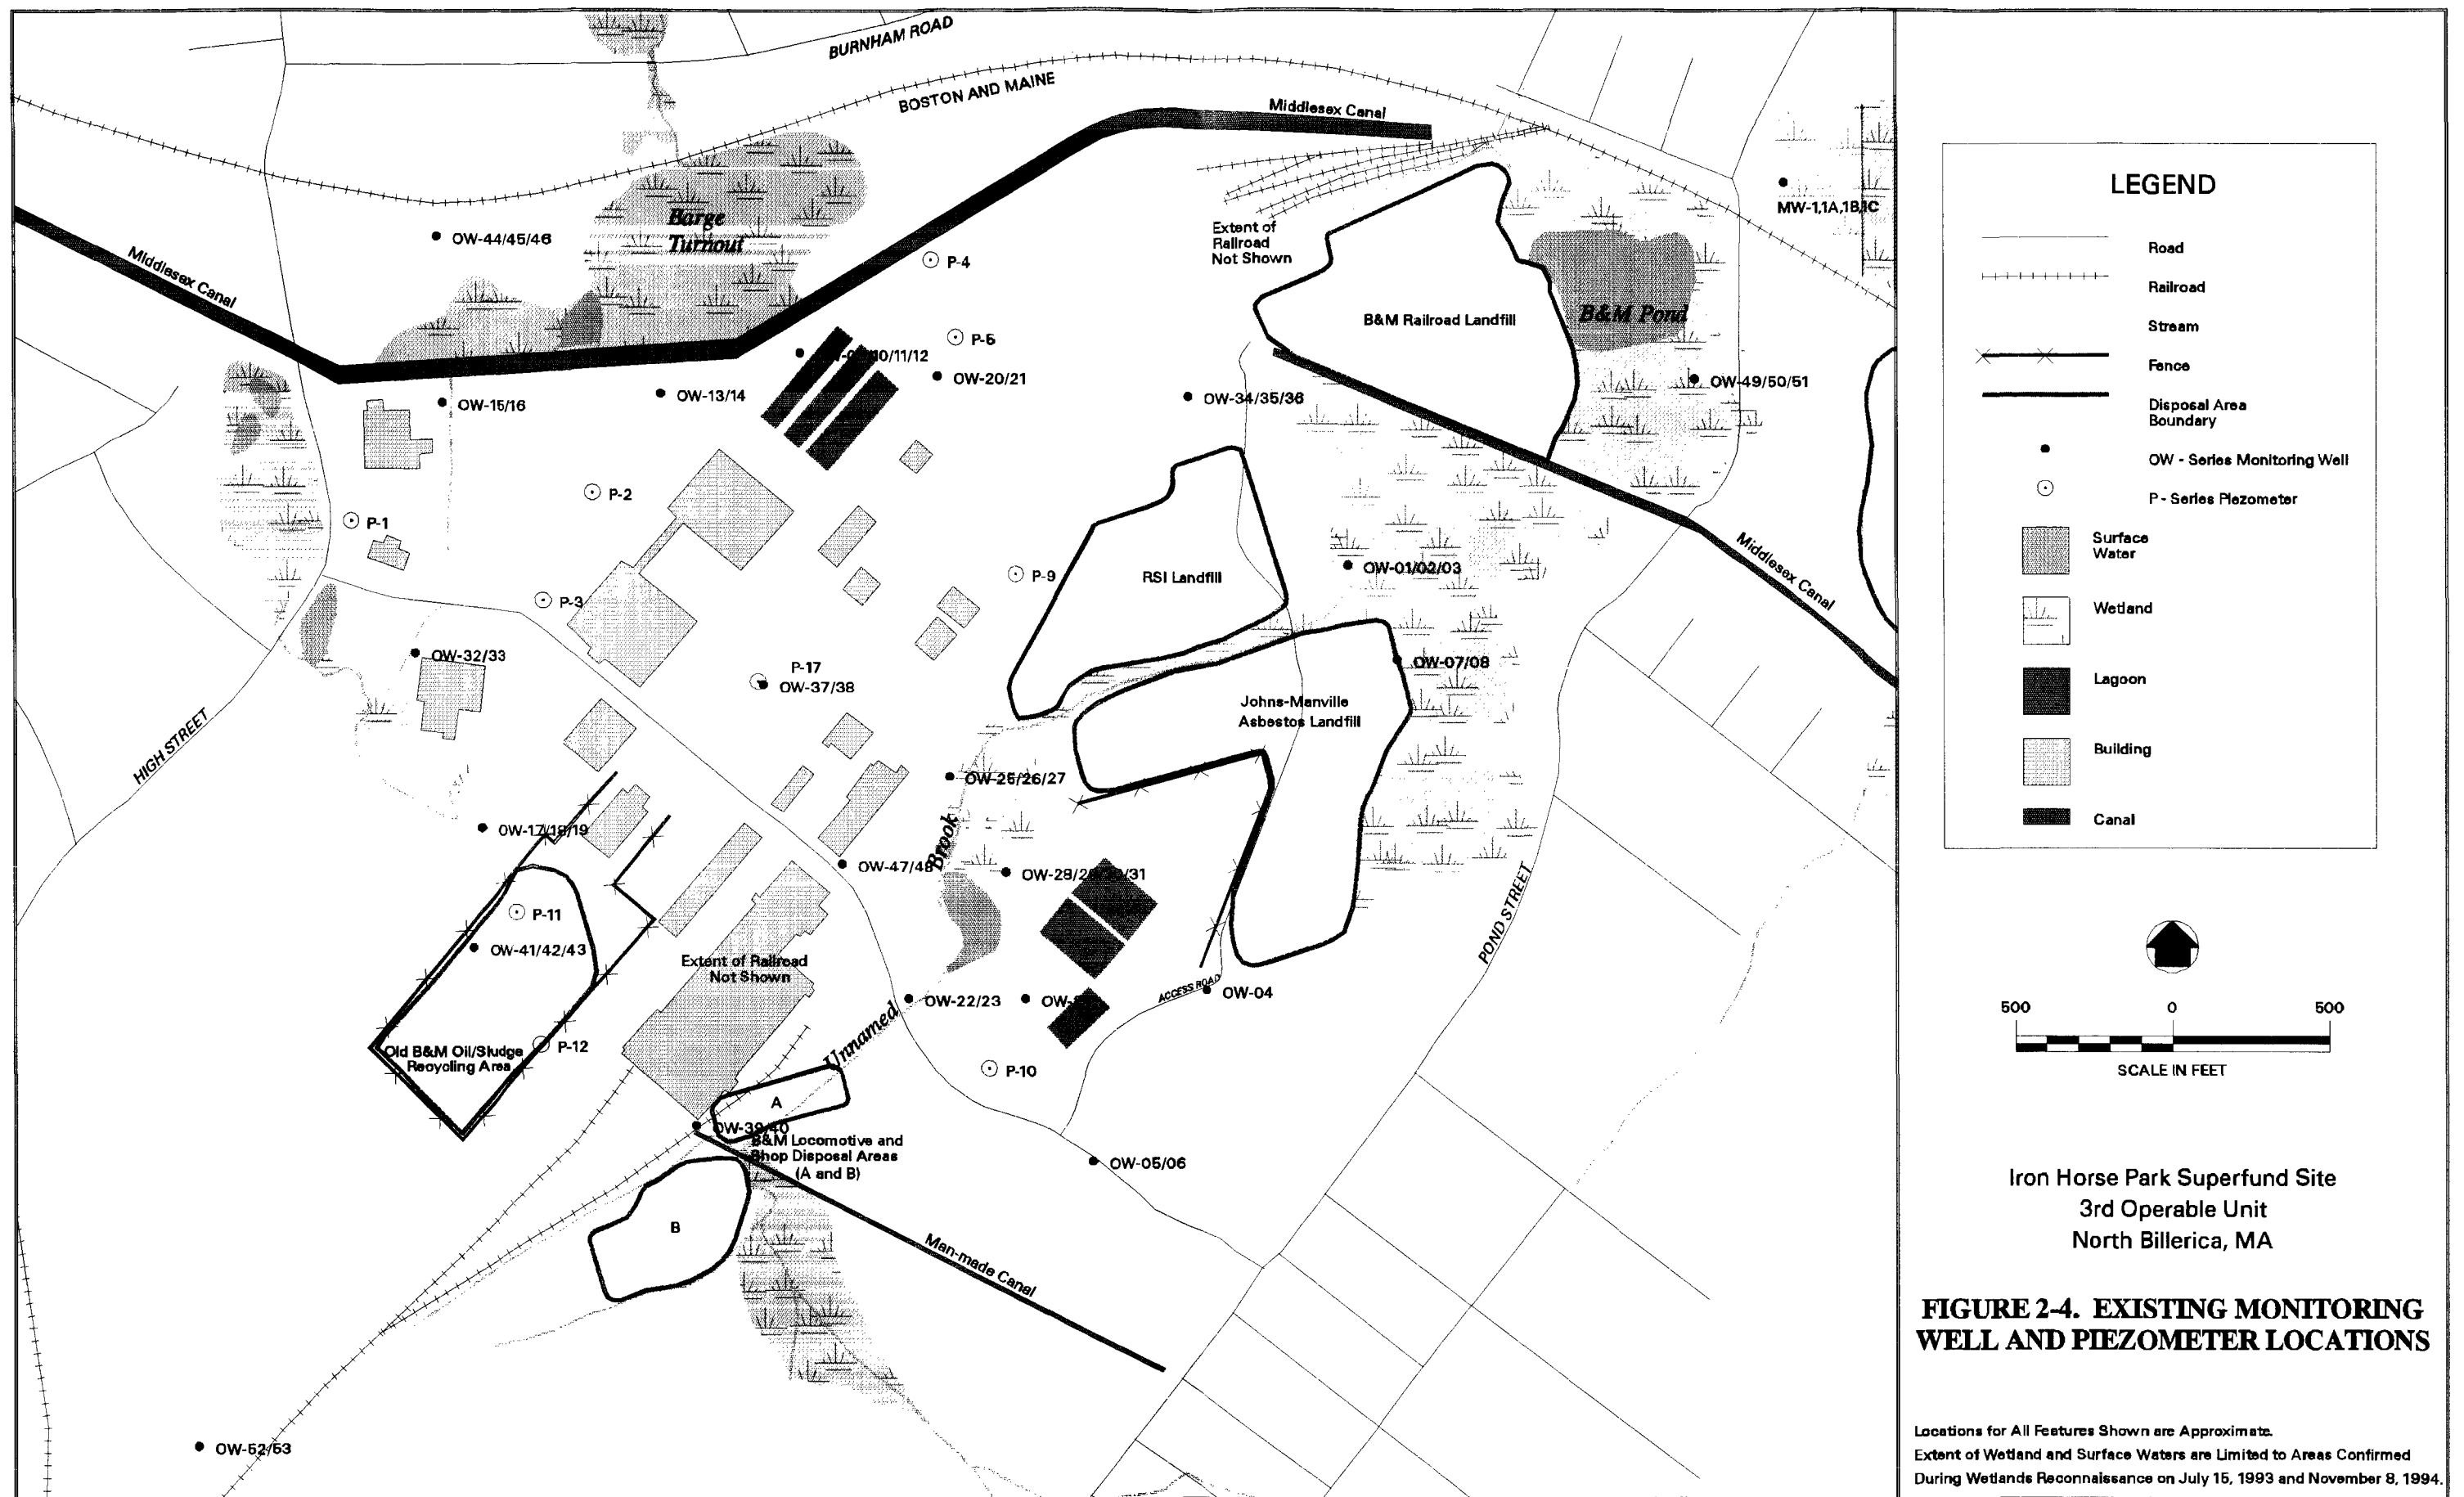 BURNHAM ROAD
BOSTON AND MAINE
Middlesex Canal
MW-1,1A,1B,1C
Barge
Turnout
OW-44/45/46
Extent of
Railroad
Not Shown
Middlesex Canal
P-4
B&M Railroad Landfill
B&M Pond
P-5
OW-20/21
OW-49/50/51
OW-13/14
OW-34/35/36
OW-15/16
P-2
P-1
Middlesex Canal
OW-01/02/03
P-9
RSI Landfill
P-3
OW-32/33
OW-07/08
P-17
OW-37/38
Johns-Manville
Asbestos Landfill
HIGH STREET
OW-25/26/27
OW-17/18/19
Brook
OW-47/48
POND STREET
P-11
OW-41/42/43
Extent of Railroad
Not Shown
ACCESS ROAD
OW-04
OW-22/23
Unnamed
Old B&M Oil/Sludge
Recycling Area
P-12
P-10
A
OW-39/40
B&M Locomotive and
Shop Disposal Areas
(A and B)
OW-05/06
B
Man-made Canal
OW-52/53
LEGEND
Road
Railroad
Stream
Fence
Disposal Area
Boundary
OW - Series Monitoring Well
P - Series Piezometer
Surface
Water
Wetland
Lagoon
Building
Canal
500 0 500
SCALE IN FEET
Iron Horse Park Superfund Site
3rd Operable Unit
North Billerica, MA
FIGURE 2-4. EXISTING MONITORING
WELL AND PIEZOMETER LOCATIONS
Locations for All Features Shown are Approximate.
Extent of Wetland and Surface Waters are Limited to Areas Confirmed
During Wetlands Reconnaissance on July 15, 1993 and November 8, 1994.